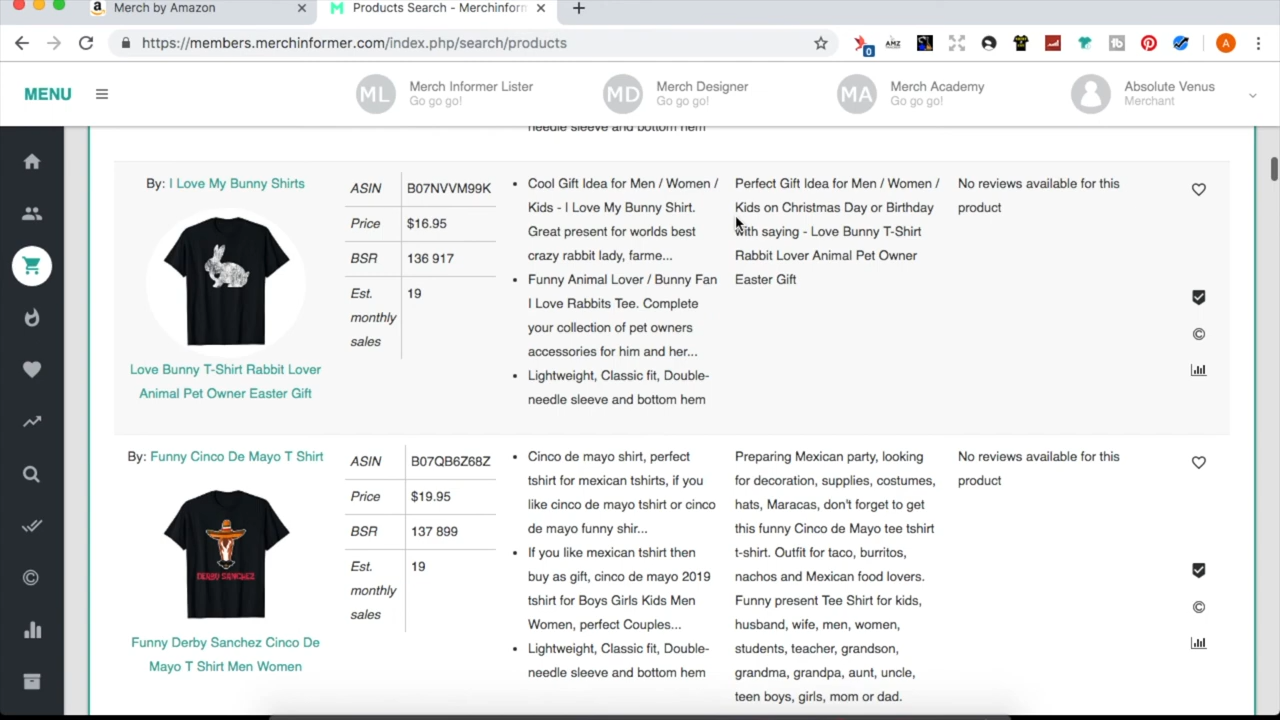 Merch by Amazon
Products Search - Merchinforn
https://members.merchinformer.com/index.php/search/products
0
AMZ
tb
A
MENU
ML
Merch Informer Lister
Go go go!
MD
Merch Designer
Go go go!
MA
Merch Academy
Go go go!
Absolute Venus
Merchant
needle sleeve and bottom hem
By: I Love My Bunny Shirts
Love Bunny T-Shirt Rabbit Lover
Animal Pet Owner Easter Gift
ASIN B07NVVM99K
Price $16.95
BSR 136 917
Est. 19
monthly
sales
Cool Gift Idea for Men / Women /
Kids - I Love My Bunny Shirt.
Great present for worlds best
crazy rabbit lady, farme...
Funny Animal Lover / Bunny Fan
I Love Rabbits Tee. Complete
your collection of pet owners
accessories for him and her...
Lightweight, Classic fit, Double-
needle sleeve and bottom hem
Perfect Gift Idea for Men / Women /
Kids on Christmas Day or Birthday
with saying - Love Bunny T-Shirt
Rabbit Lover Animal Pet Owner
Easter Gift
No reviews available for this
product
By: Funny Cinco De Mayo T Shirt
DERBY SANCHEZ
Funny Derby Sanchez Cinco De
Mayo T Shirt Men Women
ASIN B07QB6Z68Z
Price $19.95
BSR 137 899
Est. 19
monthly
sales
Cinco de mayo shirt, perfect
tshirt for mexican tshirts, if you
like cinco de mayo tshirt or cinco
de mayo funny shir...
If you like mexican tshirt then
buy as gift, cinco de mayo 2019
tshirt for Boys Girls Kids Men
Women, perfect Couples...
Lightweight, Classic fit, Double-
needle sleeve and bottom hem
Preparing Mexican party, looking
for decoration, supplies, costumes,
hats, Maracas, don't forget to get
this funny Cinco de Mayo tee tshirt
t-shirt. Outfit for taco, burritos,
nachos and Mexican food lovers.
Funny present Tee Shirt for kids,
husband, wife, men, women,
students, teacher, grandson,
grandma, grandpa, aunt, uncle,
teen boys, girls, mom or dad.
No reviews available for this
product